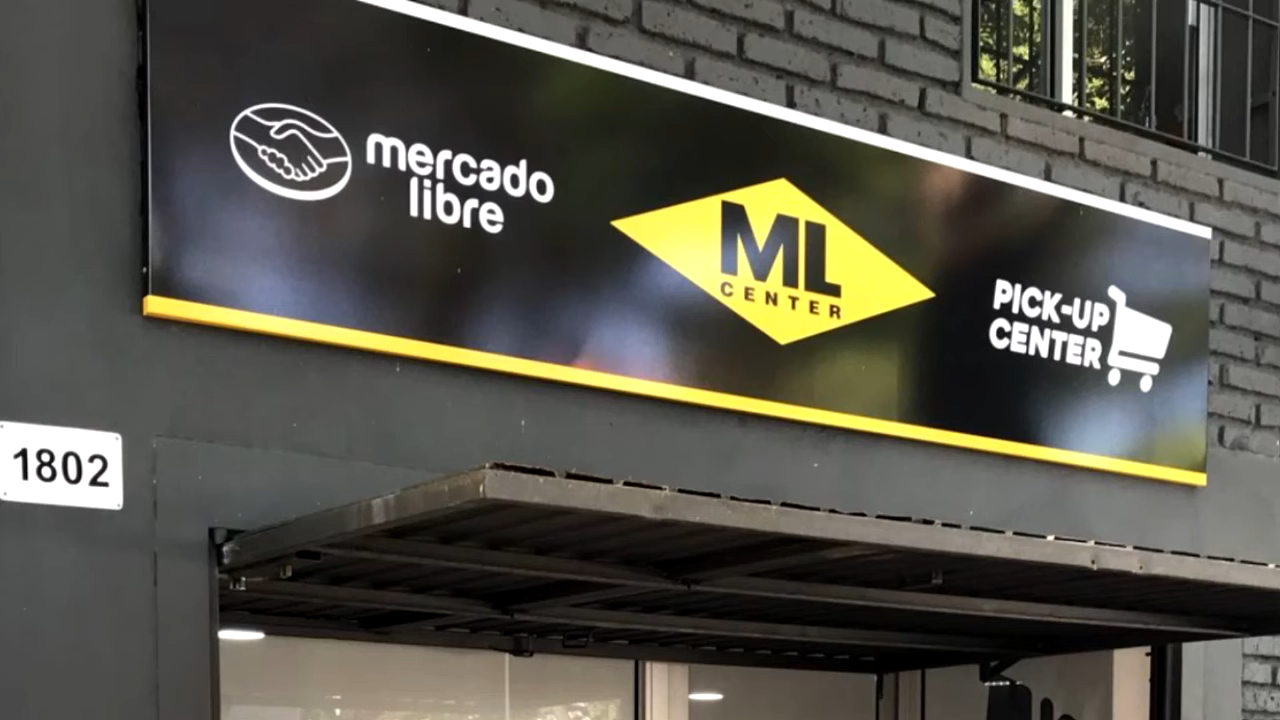 mercado
libre
ML
CENTER
PICK-UP
CENTER
1802